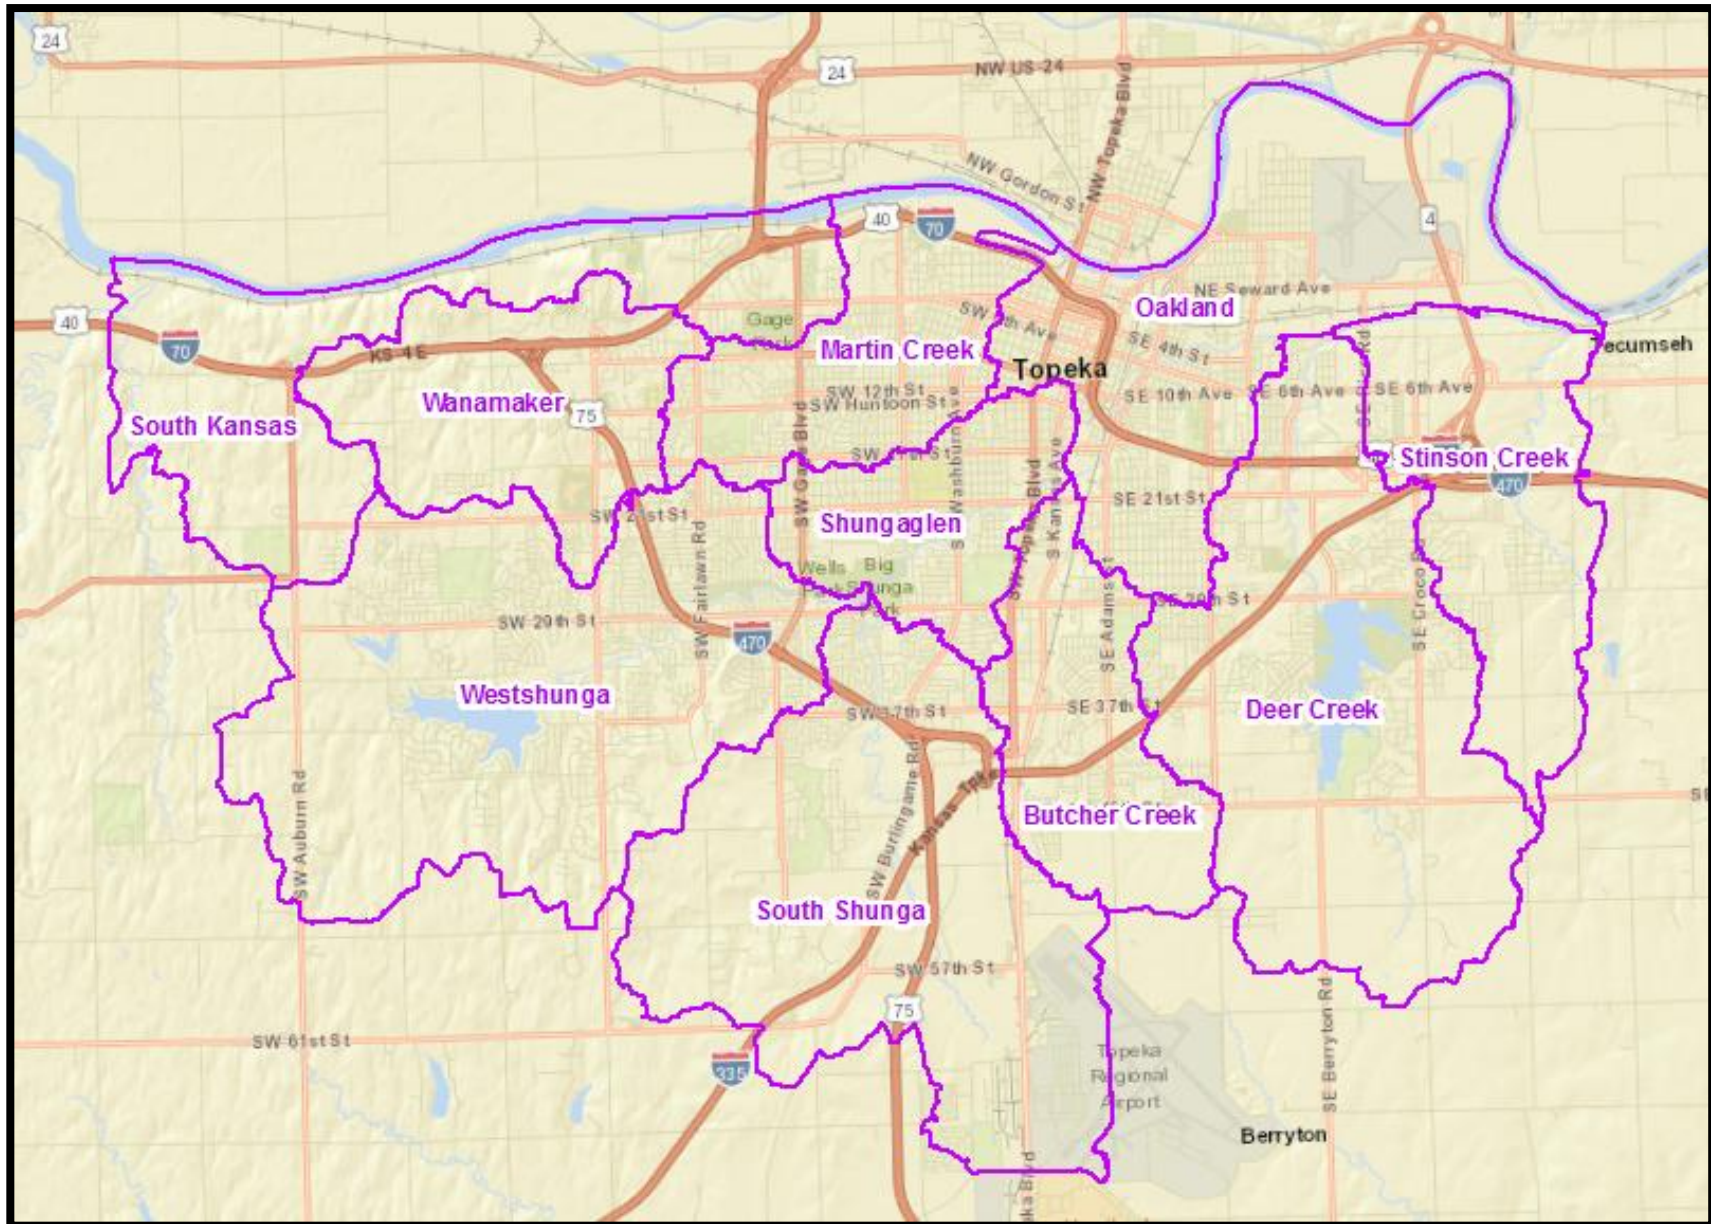 24
24
NW US-24
NW Topeka Blvd
NW Gordon St
40
70
4
40
70
KS-4 E
Gage
NE Seward Ave
Oakland
SE 4th St
Martin Creek
Topeka
Tecumseh
SW 12th St
SW Huntoon St
SE 10th Ave
SE 6th Ave
SE 6th Ave
Wanamaker
75
South Kansas
SW Gage Blvd
S Washburn Ave
SW Topeka Blvd
S Kansas Ave
Stinson Creek
470
SE 21st St
SW 21st St
Shungaglen
Wells
Big
Shunga
Park
SW Fairlawn Rd
SE Adams St
SE 29th St
SW 29th St
470
Westshunga
SW 37th St
SE 37th St
Deer Creek
SW Auburn Rd
SW Burlingame Rd
Kansas Tpke
Butcher Creek
South Shunga
SW 57th St
75
SW 61st St
335
Topeka
Regional
Airport
SE Berryton Rd
Berryton